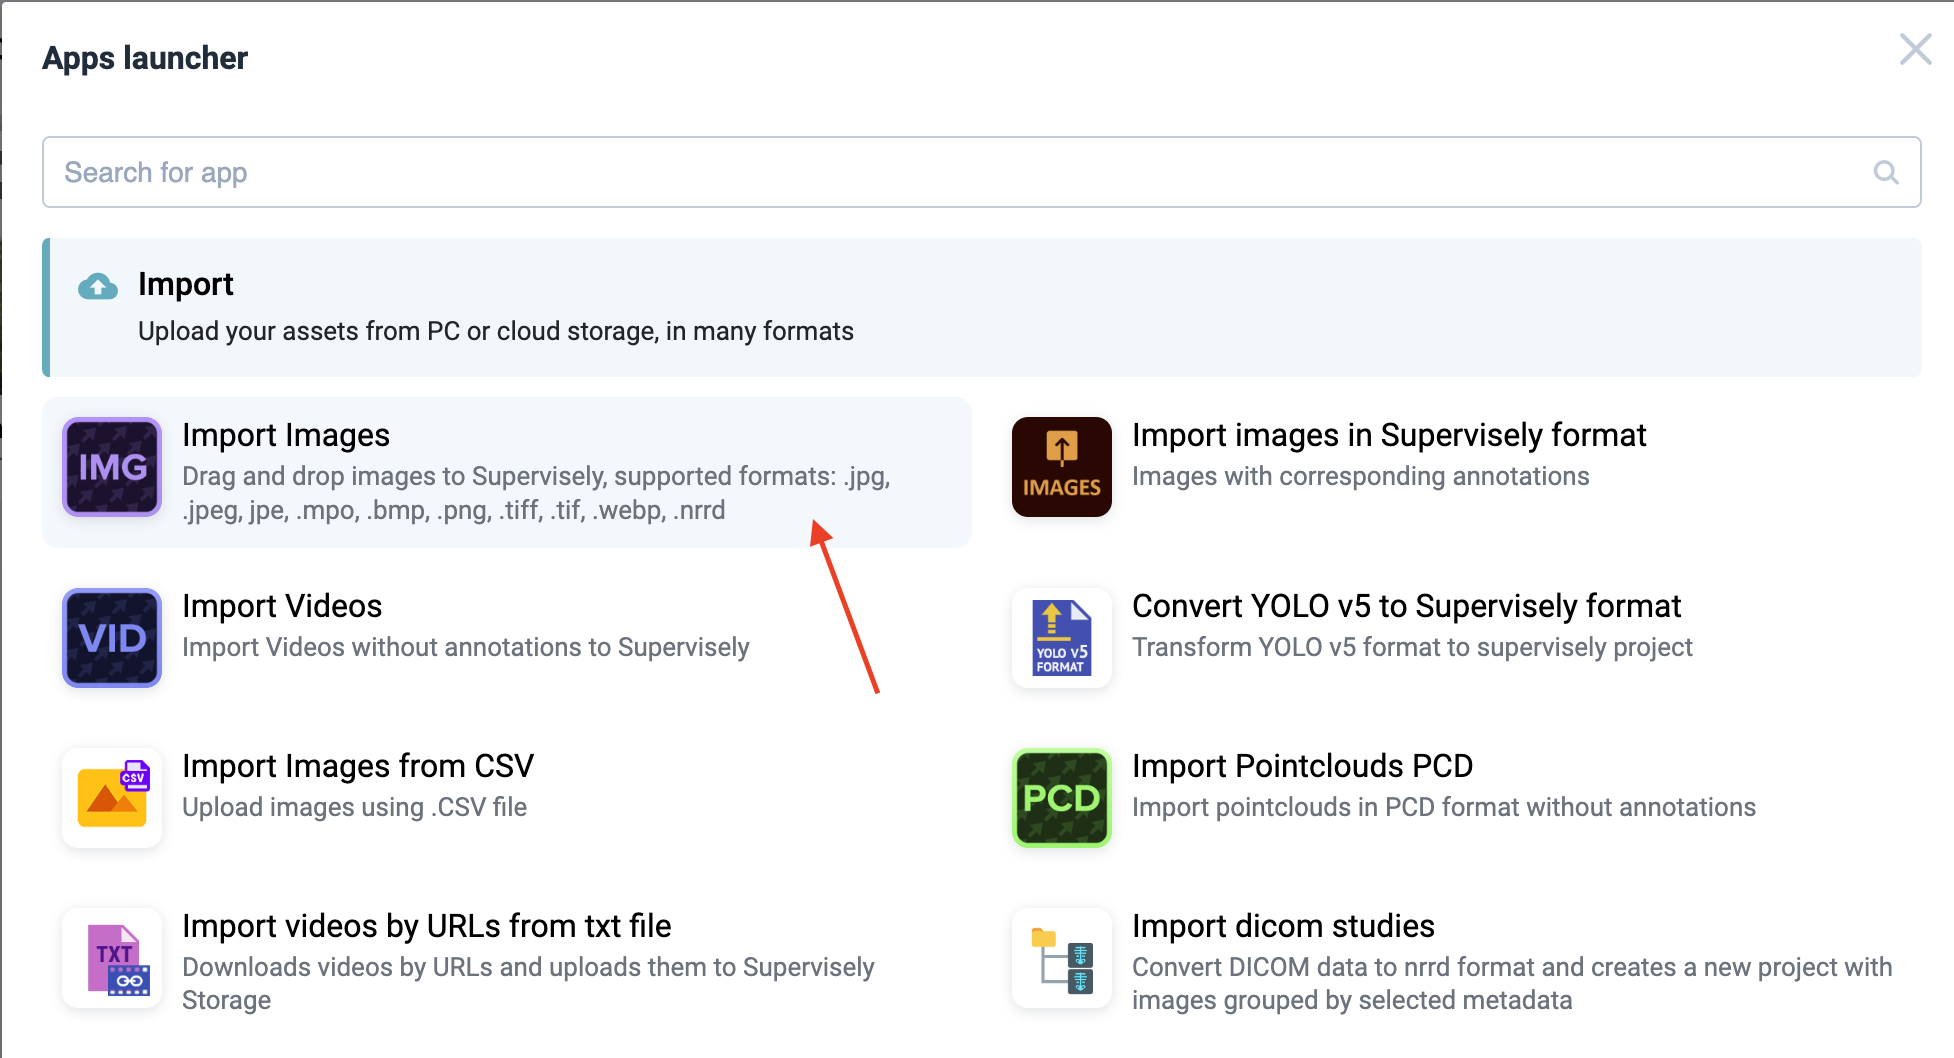 Apps launcher
Search for app
Import
Upload your assets from PC or cloud storage, in many formats
IMG
Import Images
Drag and drop images to Supervisely, supported formats: .jpg,
.jpeg, jpe, .mpo, .bmp, .png, .tiff, .tif, .webp, .nrrd
IMAGES
Import images in Supervisely format
Images with corresponding annotations
VID
Import Videos
Import Videos without annotations to Supervisely
YOLO v5
FORMAT
Convert YOLO v5 to Supervisely format
Transform YOLO v5 format to supervisely project
CSV
Import Images from CSV
Upload images using .CSV file
PCD
Import Pointclouds PCD
Import pointclouds in PCD format without annotations
TXT
Import videos by URLs from txt file
Downloads videos by URLs and uploads them to Supervisely
Storage
Import dicom studies
Convert DICOM data to nrrd format and creates a new project with
images grouped by selected metadata